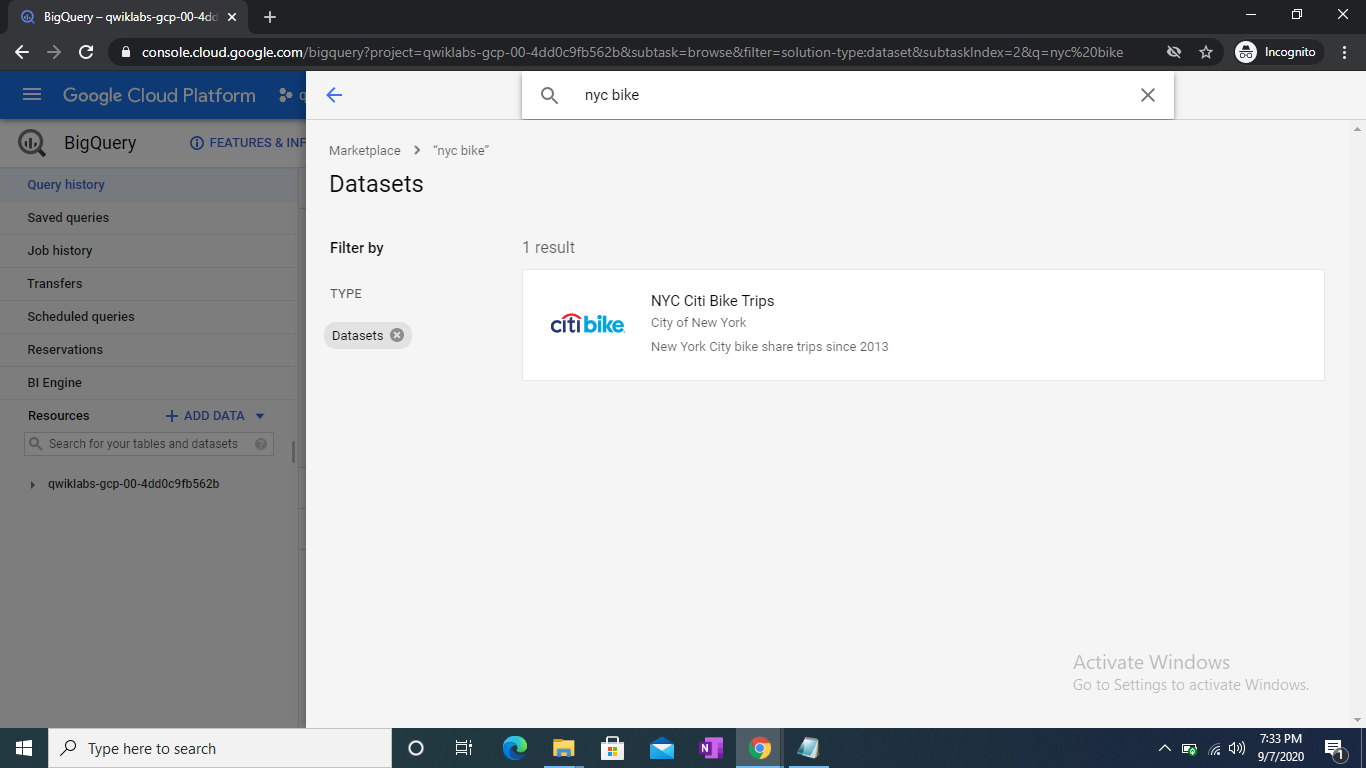 BigQuery – qwiklabs-gcp-00-4dd
console.cloud.google.com/bigquery?project=qwiklabs-gcp-00-4dd0c9fb562b&subtask=browse&filter=solution-type:dataset&subtaskIndex=2&q=nyc%20bike
Incognito
Google Cloud Platform
q
nyc bike
BigQuery
FEATURES & INF
Query history
Saved queries
Job history
Transfers
Scheduled queries
Reservations
BI Engine
Resources
ADD DATA
Search for your tables and datasets
qwiklabs-gcp-00-4dd0c9fb562b
Marketplace > “nyc bike”
Datasets
Filter by
TYPE
Datasets
1 result
citi bike
NYC Citi Bike Trips
City of New York
New York City bike share trips since 2013
Activate Windows
Go to Settings to activate Windows.
Type here to search
N
7:33 PM
9/7/2020
1